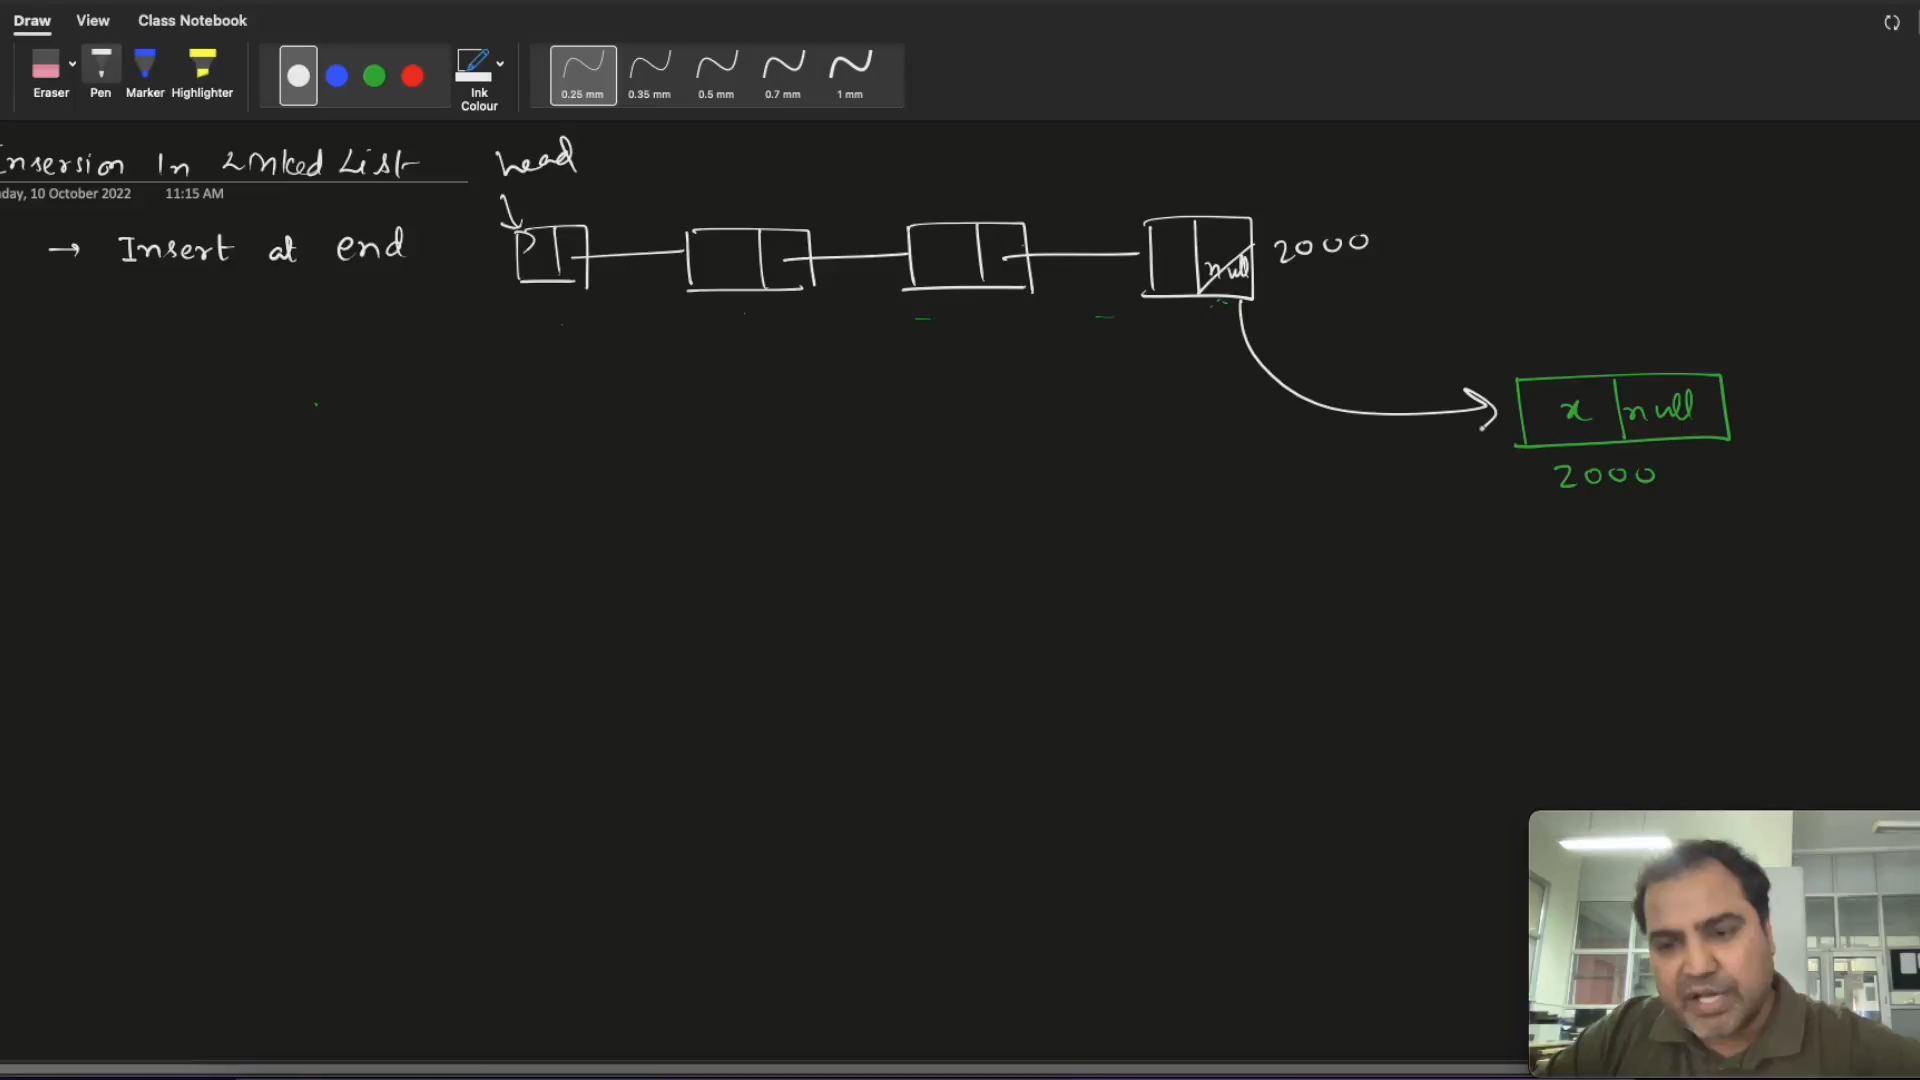 Draw View Class Notebook
Eraser Pen Marker Highlighter Ink Colour 0.25 mm 0.35 mm 0.5 mm 0.7 mm 1 mm
Insersion In Linked List
day, 10 October 2022 11:15 AM
head
→ Insert at end
null 2000
x null
2000